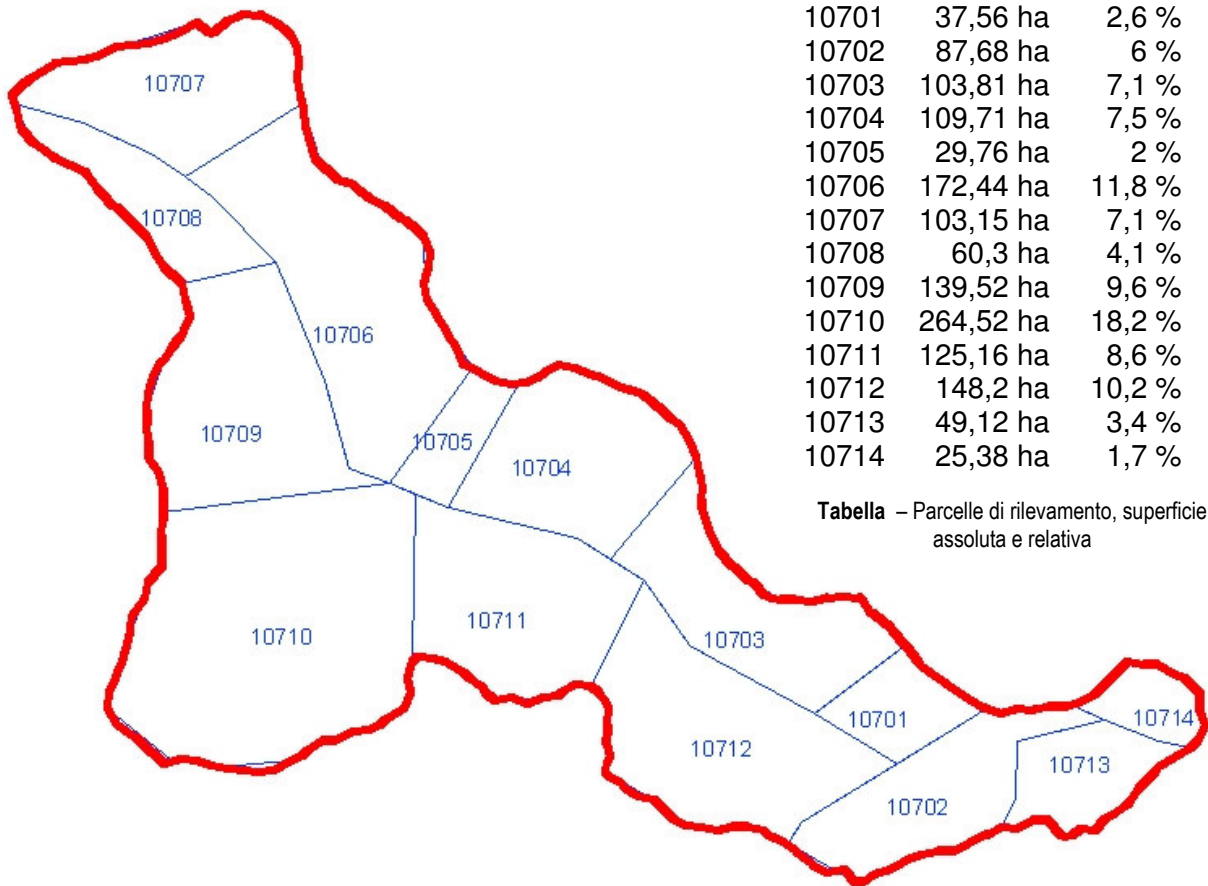 10701 37,56 ha 2,6 %
10702 87,68 ha 6 %
10703 103,81 ha 7,1 %
10704 109,71 ha 7,5 %
10705 29,76 ha 2 %
10706 172,44 ha 11,8 %
10707 103,15 ha 7,1 %
10708 60,3 ha 4,1 %
10709 139,52 ha 9,6 %
10710 264,52 ha 18,2 %
10711 125,16 ha 8,6 %
10712 148,2 ha 10,2 %
10713 49,12 ha 3,4 %
10714 25,38 ha 1,7 %
Tabella – Parcelle di rilevamento, superficie
assoluta e relativa
10707
10708
10706
10709
10705
10704
10710
10711
10703
10701
10714
10712
10713
10702